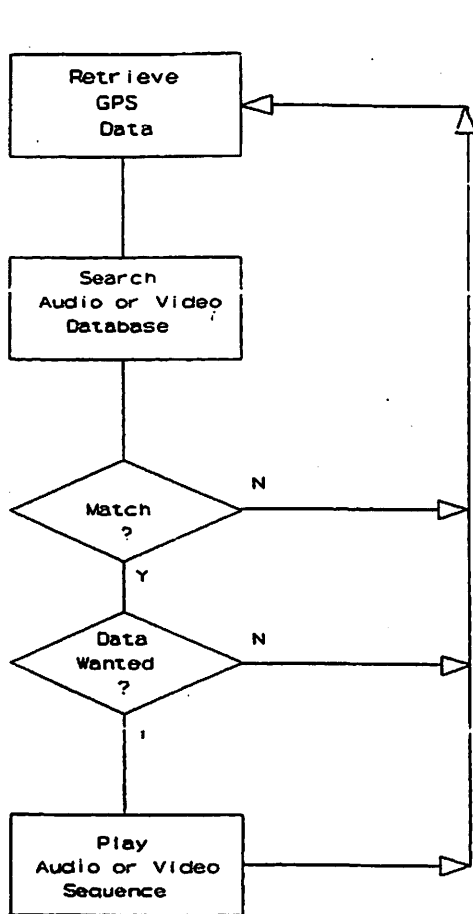 Retrieve
GPS
Data
Search
Audio or Video
Database
N
Match
?
Y
Data
N
Wanted
?
Play
Audio or Video
Sequence